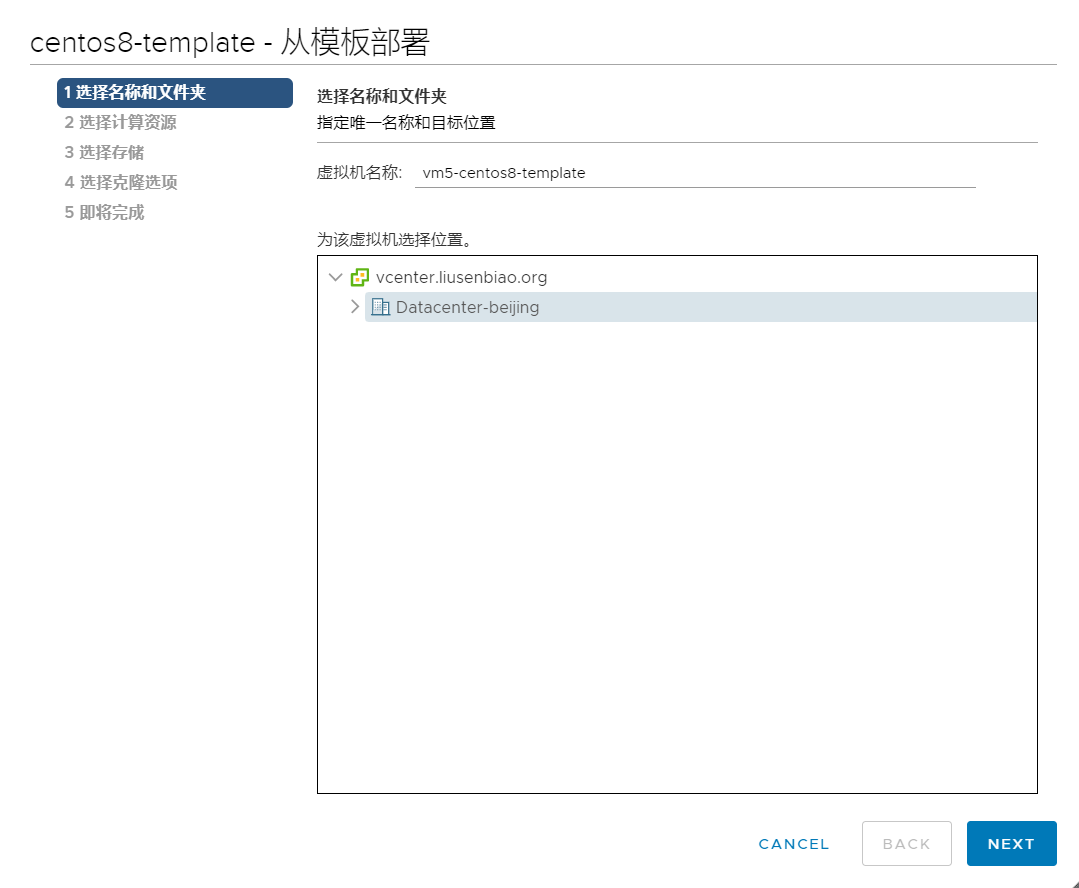 centos8-template - 从模板部署
1 选择名称和文件夹
2 选择计算资源
3 选择存储
4 选择克隆选项
5 即将完成
选择名称和文件夹
指定唯一名称和目标位置
虚拟机名称: vm5-centos8-template
为该虚拟机选择位置。
vcenter.liusenbiao.org
Datacenter-beijing
CANCEL BACK NEXT